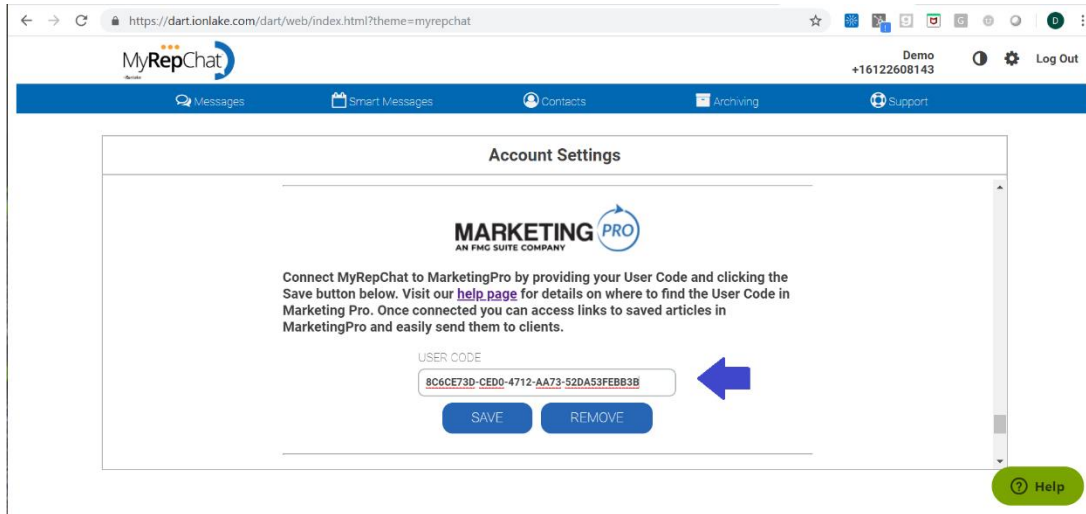 https://dart.ionlake.com/dart/web/index.html?theme=myrepchat
MyRepChat
Demo
+16122608143
Log Out
Messages
Smart Messages
Contacts
Archiving
Support
Account Settings
MARKETING PRO
AN FMG SUITE COMPANY
Connect MyRepChat to MarketingPro by providing your User Code and clicking the
Save button below. Visit our help page for details on where to find the User Code in
Marketing Pro. Once connected you can access links to saved articles in
MarketingPro and easily send them to clients.
USER CODE
8C6CE73D-CED0-4712-AA73-52DA53FEBB3B
SAVE
REMOVE
Help